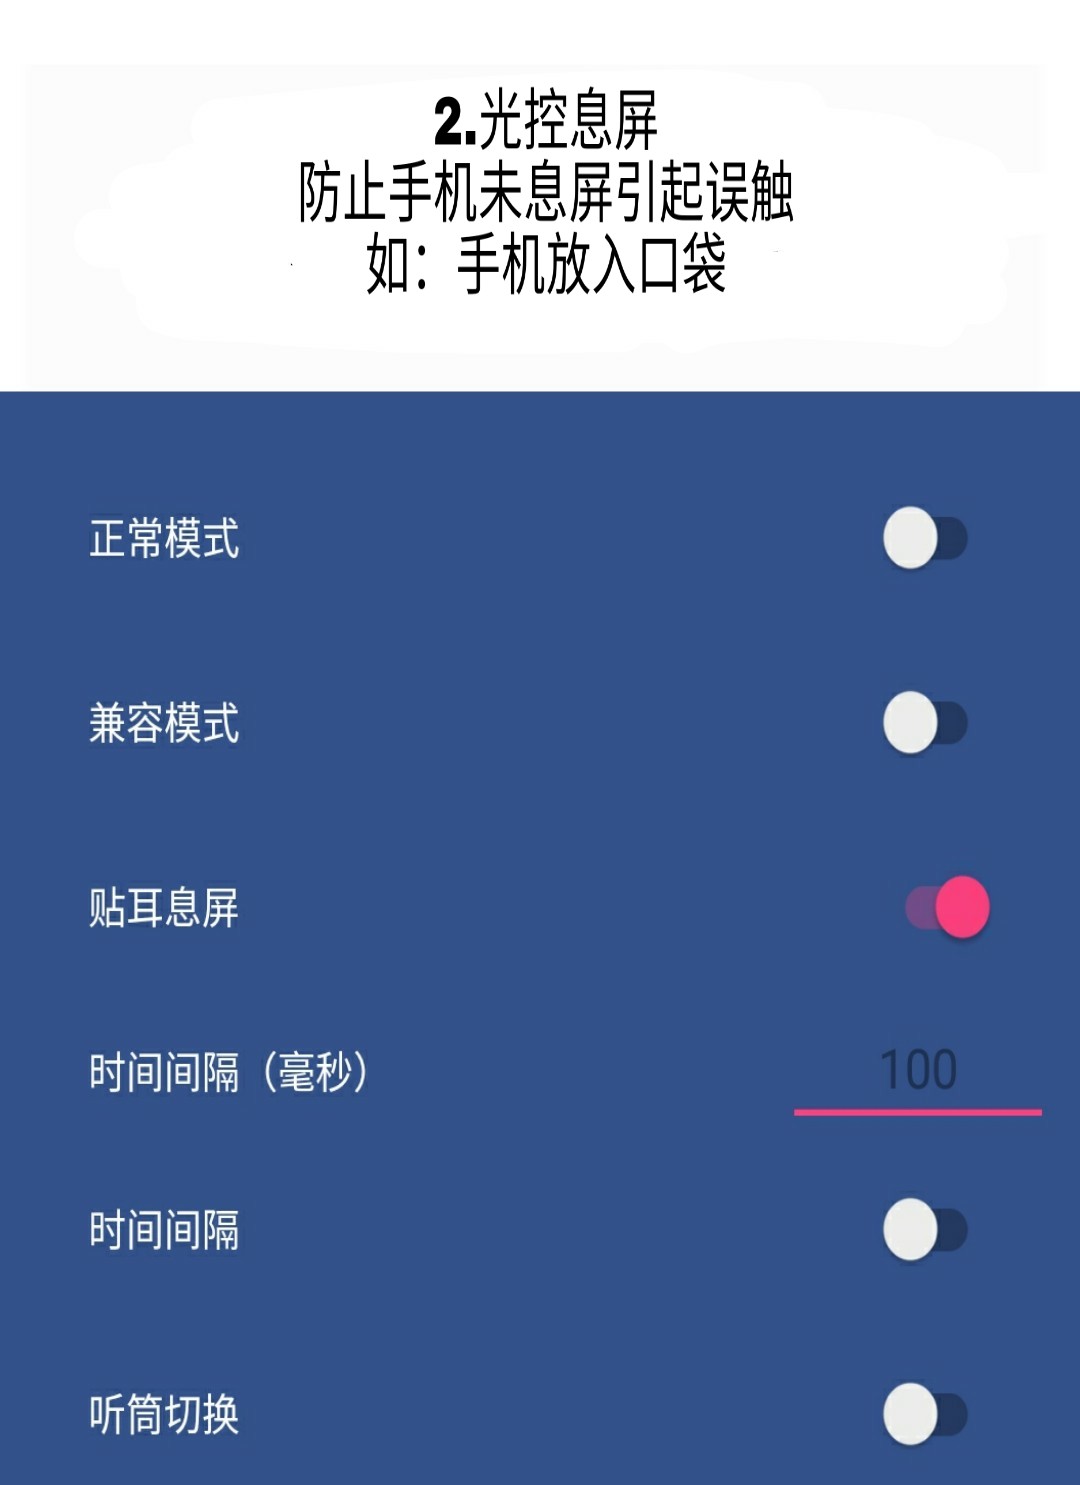 2.光控息屏
防止手机未息屏引起误触
如：手机放入口袋
正常模式
兼容模式
贴耳息屏
时间间隔（毫秒）
100
时间间隔
听筒切换